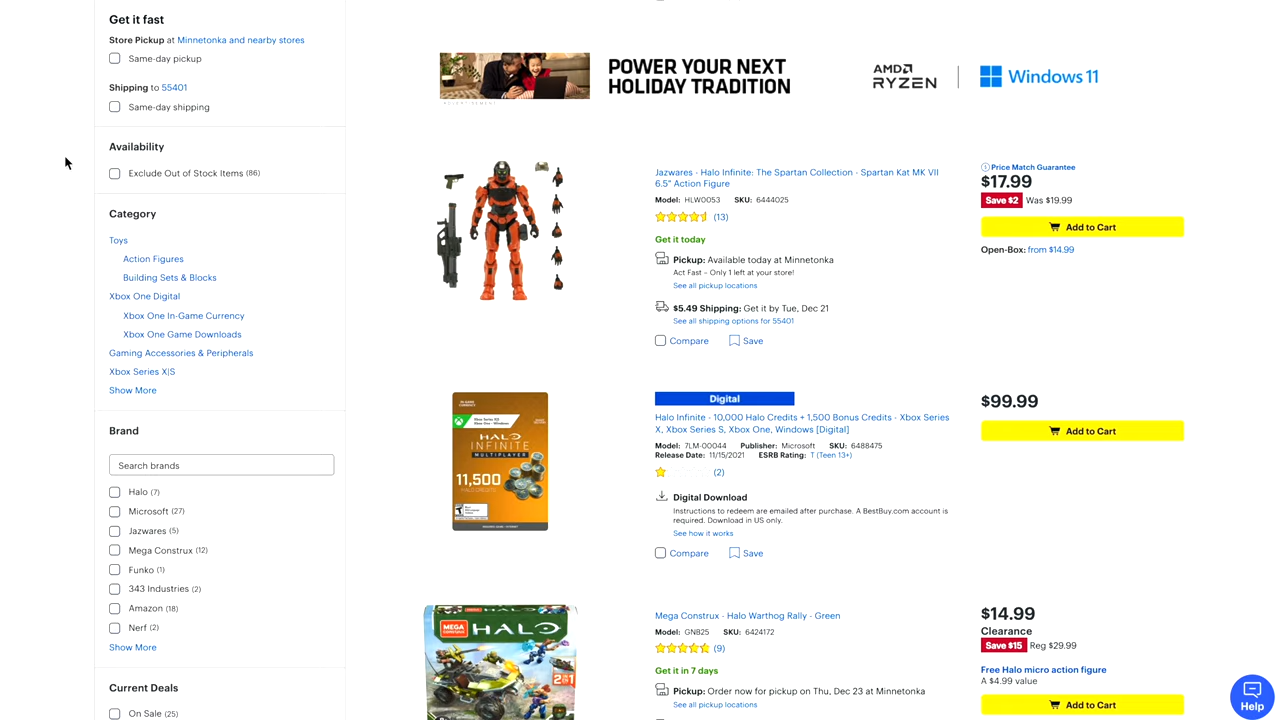 Get it fast
Store Pickup at Minnetonka and nearby stores
Same-day pickup
Shipping to 55401
Same-day shipping
Availability
Exclude Out of Stock Items (86)
Category
Toys
Action Figures
Building Sets & Blocks
Xbox One Digital
Xbox One In-Game Currency
Xbox One Game Downloads
Gaming Accessories & Peripherals
Xbox Series X|S
Show More
Brand
Search brands
Halo (7)
Microsoft (27)
Jazwares (5)
Mega Construx (12)
Funko (1)
343 Industries (2)
Amazon (18)
Nerf (2)
Show More
Current Deals
On Sale (25)
POWER YOUR NEXT
HOLIDAY TRADITION
AMD
RYZEN
Windows 11
ADVERTISEMENT
Jazwares - Halo Infinite: The Spartan Collection - Spartan Kat MK VII
6.5" Action Figure
Model: HLW0053 SKU: 6444025
(13)
Get it today
Pickup: Available today at Minnetonka
Act Fast – Only 1 left at your store!
See all pickup locations
$5.49 Shipping: Get it by Tue, Dec 21
See all shipping options for 55401
Compare Save
Price Match Guarantee
$17.99
Save $2 Was $19.99
Add to Cart
Open-Box: from $14.99
HALO
INFINITE
MULTIPLAYER
11,500
Digital
Halo Infinite - 10,000 Halo Credits + 1,500 Bonus Credits - Xbox Series
X, Xbox Series S, Xbox One, Windows [Digital]
Model: 7LM-00044 Publisher: Microsoft SKU: 6488475
Release Date: 11/15/2021 ESRB Rating: T (Teen 13+)
(2)
Digital Download
Instructions to redeem are emailed after purchase. A BestBuy.com account is
required. Download in US only.
See how it works
Compare Save
$99.99
Add to Cart
MEGA
HALO
2in1
Mega Construx - Halo Warthog Rally - Green
Model: GNB25 SKU: 6424172
(9)
Get it in 7 days
Pickup: Order now for pickup on Thu, Dec 23 at Minnetonka
See all pickup locations
$14.99
Clearance
Save $15 Reg $29.99
Free Halo micro action figure
A $4.99 value
Add to Cart
Help